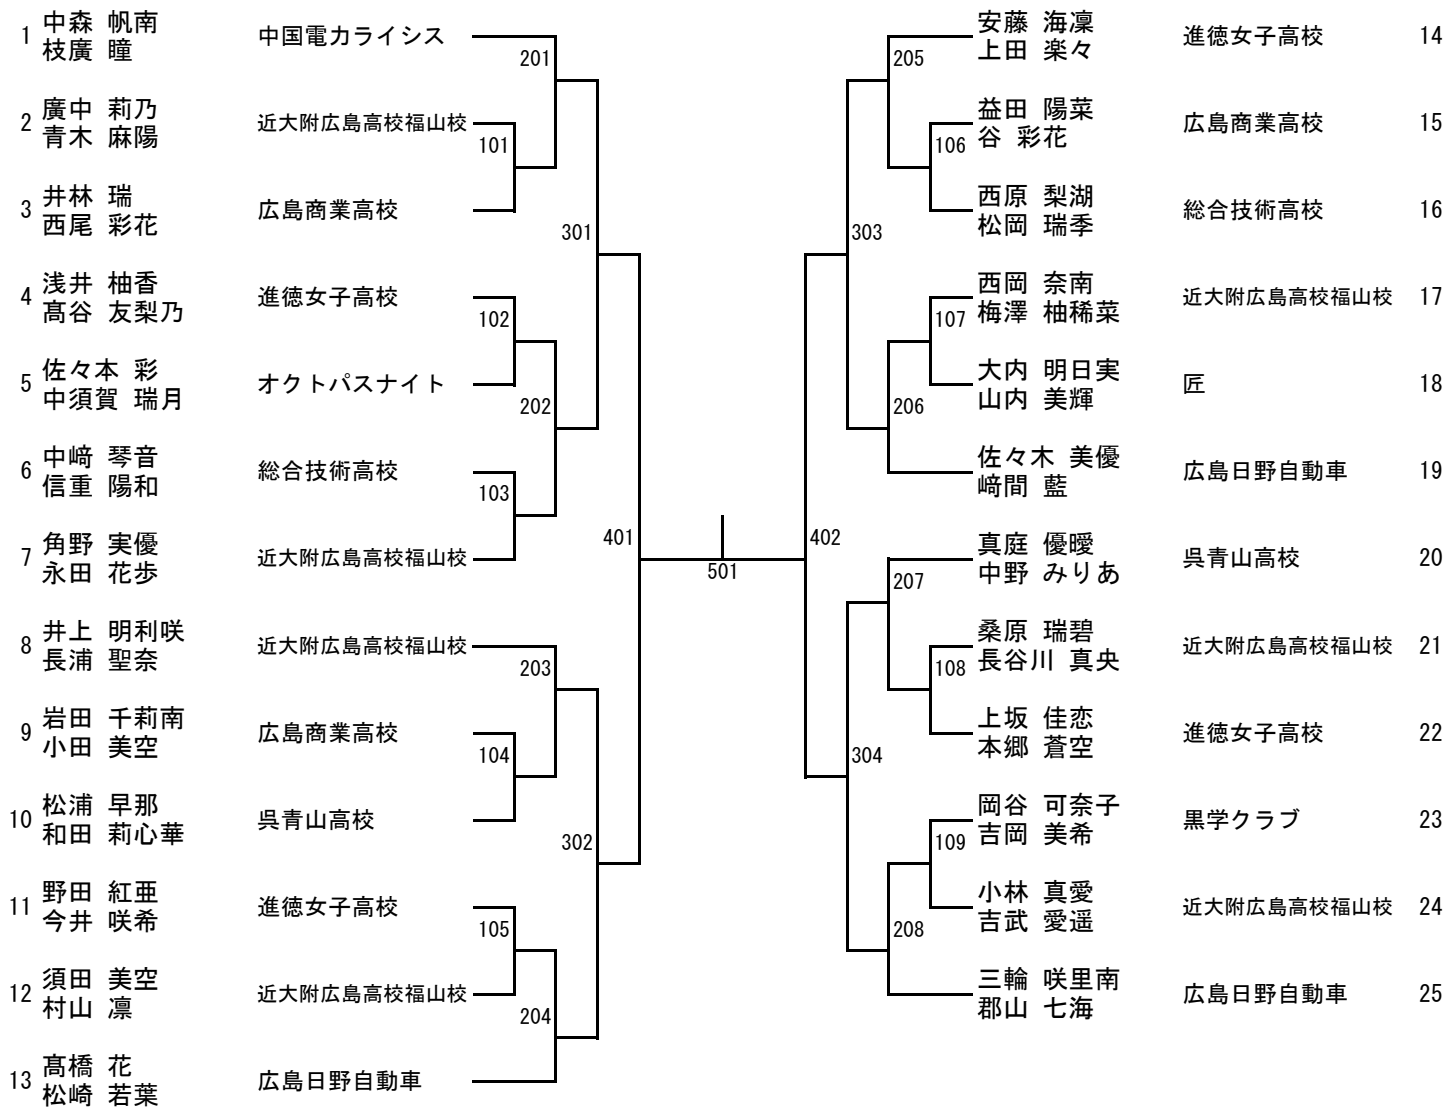 1 中森 帆南 中国電力ライシス
枝廣 瞳
201
2 廣中 莉乃 近大附広島高校福山校
青木 麻陽
101
3 井林 瑞 広島商業高校
西尾 彩花
301
4 浅井 柚香 進徳女子高校
髙谷 友梨乃
102
5 佐々本 彩 オクトパスナイト
中須賀 瑞月
202
6 中﨑 琴音 総合技術高校
信重 陽和
103
7 角野 実優 近大附広島高校福山校
永田 花歩
401
8 井上 明利咲 近大附広島高校福山校
長浦 聖奈
203
9 岩田 千莉南 広島商業高校
小田 美空
104
10 松浦 早那 呉青山高校
和田 莉心華
302
11 野田 紅亜 進徳女子高校
今井 咲希
105
12 須田 美空 近大附広島高校福山校
村山 凛
204
13 髙橋 花 広島日野自動車
松崎 若葉
501
安藤 海凜 進徳女子高校 14
上田 楽々
205
益田 陽菜 広島商業高校 15
谷 彩花
106
西原 梨湖 総合技術高校 16
松岡 瑞季
303
西岡 奈南 近大附広島高校福山校 17
梅澤 柚稀菜
107
大内 明日実 匠 18
山内 美輝
206
佐々木 美優 広島日野自動車 19
﨑間 藍
402
真庭 優曖 呉青山高校 20
中野 みりあ
207
桑原 瑞碧 近大附広島高校福山校 21
長谷川 真央
108
上坂 佳恋 進徳女子高校 22
本郷 蒼空
304
岡谷 可奈子 黒学クラブ 23
吉岡 美希
109
小林 真愛 近大附広島高校福山校 24
吉武 愛遥
208
三輪 咲里南 広島日野自動車 25
郡山 七海